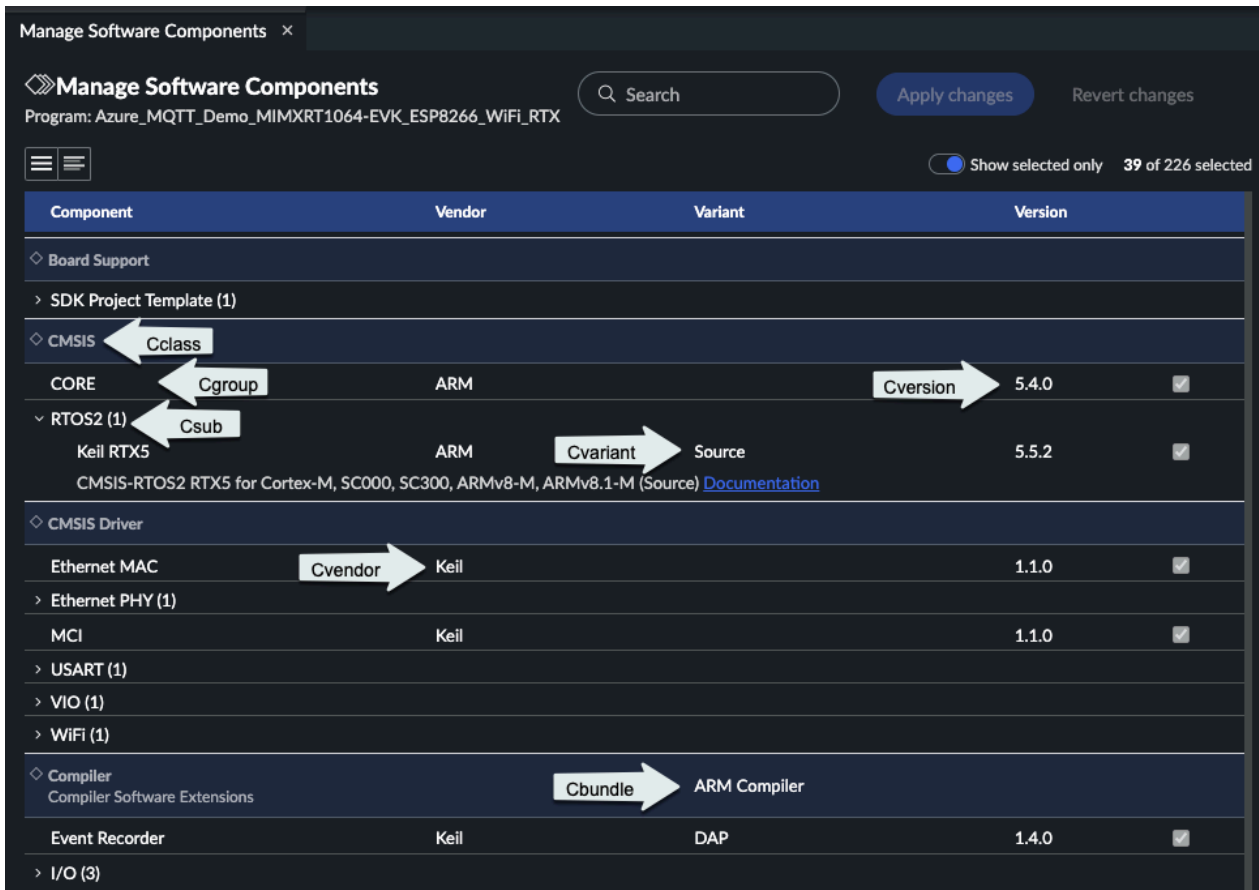 Manage Software Components ×
Manage Software Components
Search
Apply changes
Revert changes
Program: Azure_MQTT_Demo_MIMXRT1064-EVK_ESP8266_WiFi_RTX
Show selected only 39 of 226 selected
Component Vendor Variant Version
Board Support
SDK Project Template (1)
CMSIS Cclass
CORE Cgroup ARM Cversion 5.4.0
RTOS2 (1) Csub
Keil RTX5 ARM Cvariant Source 5.5.2
CMSIS-RTOS2 RTX5 for Cortex-M, SC000, SC300, ARMv8-M, ARMv8.1-M (Source) Documentation
CMSIS Driver
Ethernet MAC Cvendor Keil 1.1.0
Ethernet PHY (1)
MCI Keil 1.1.0
USART (1)
VIO (1)
WiFi (1)
Compiler Cbundle ARM Compiler
Compiler Software Extensions
Event Recorder Keil DAP 1.4.0
I/O (3)